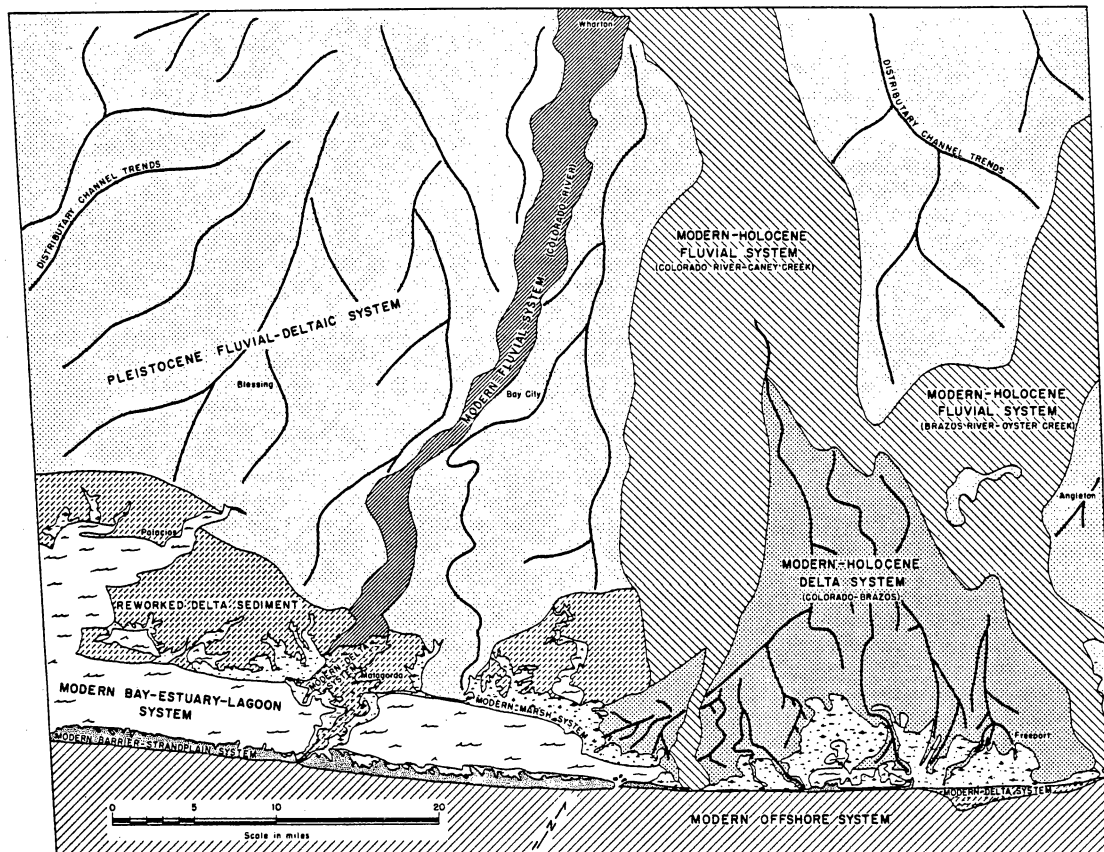 Wharton
DISTRIBUTARY CHANNEL TRENDS
DISTRIBUTARY CHANNEL TRENDS
MODERN FLUVIAL SYSTEM
(COLORADO RIVER)
MODERN-HOLOCENE
FLUVIAL SYSTEM
(COLORADO RIVER-CANEY CREEK)
PLEISTOCENE FLUVIAL-DELTAIC SYSTEM
Blessing
Bay City
MODERN-HOLOCENE
FLUVIAL SYSTEM
(BRAZOS RIVER-OYSTER CREEK)
Angleton
Palacios
MODERN-HOLOCENE
DELTA SYSTEM
(COLORADO-BRAZOS)
REWORKED DELTA SEDIMENT
Matagorda
MODERN BAY-ESTUARY-LAGOON
SYSTEM
MODERN-MARSH SYSTEM
MODERN BARRIER-STRANDPLAIN SYSTEM
Freeport
MODERN-DELTA SYSTEM
0 5 10 20
Scale in miles
N
MODERN OFFSHORE SYSTEM